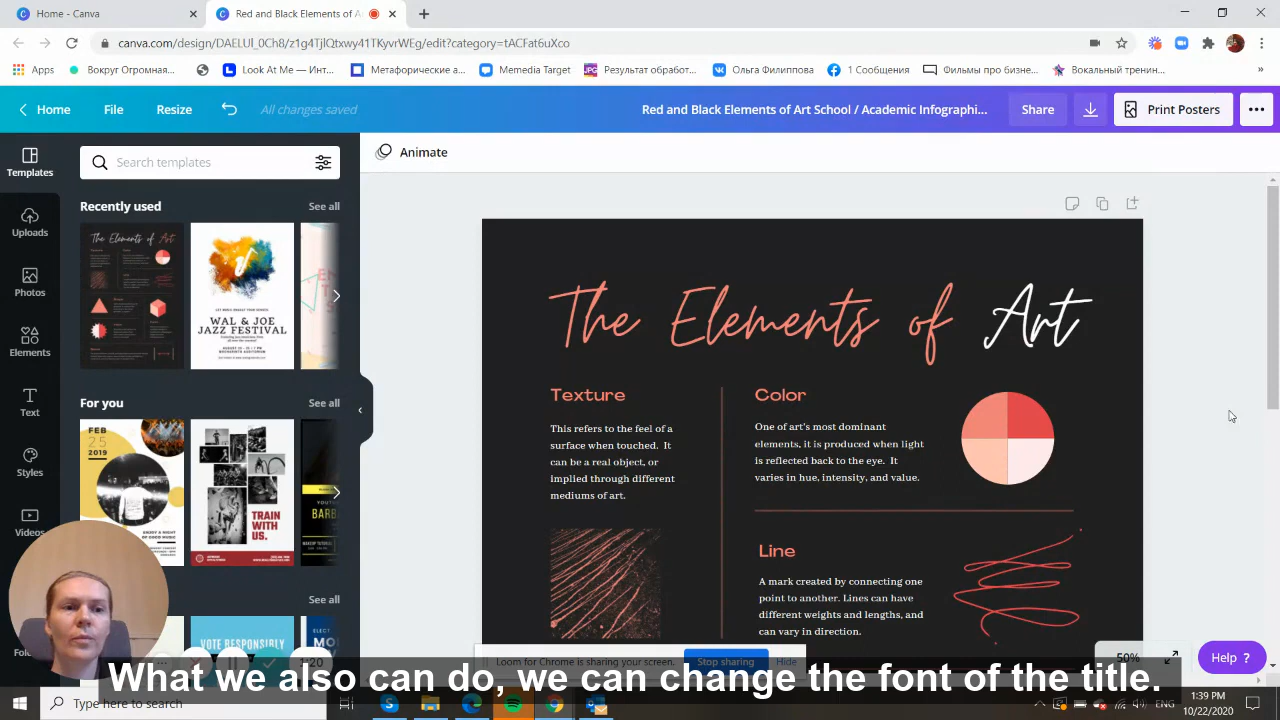 Home - Canva
Red and Black Elements of A
canva.com/design/DAELUl_0Ch8/z1g4TjlQtxwy41TKyvrWEg/edit?category=tACFat6uXco
Apps
Вокруг Огромная...
Look At Me — Инт...
Метафорические а...
Memedia Target
Результат обработ...
Ольга Филиппова
1 Сообщения
Фильмы про бизне...
Вокальный тренин...
Home
File
Resize
All changes saved
Red and Black Elements of Art School / Academic Infographi...
Share
Print Posters
Templates
Search templates
Animate
Recently used
See all
The Elements of Art
WAL & JOE
JAZZ FESTIVAL
Uploads
Photos
Elements
Text
Styles
Videos
For you
See all
FEB
25
2019
TRAIN
WITH
US.
BARB
See all
VOTE RESPONSIBLY
The Elements of Art
Texture
This refers to the feel of a
surface when touched. It
can be a real object, or
implied through different
mediums of art.
Color
One of art's most dominant
elements, it is produced when light
is reflected back to the eye. It
varies in hue, intensity, and value.
Line
A mark created by connecting one
point to another. Lines can have
different weights and lengths, and
can vary in direction.
Loom for Chrome is sharing your screen.
Stop sharing
Hide
50%
Help ?
1:20
What we also can do, we can change the font of the title.
Type here to search
ENG
1:39 PM
10/22/2020